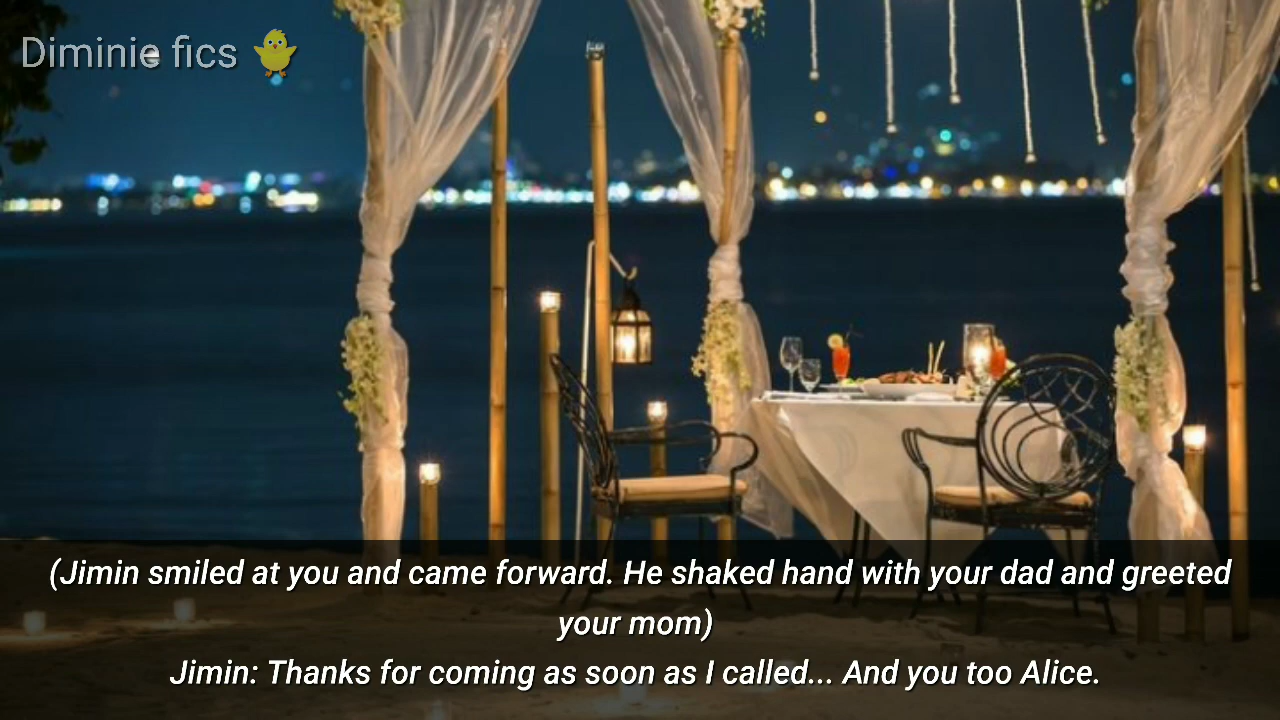 Diminie fics 🐥
(Jimin smiled at you and came forward. He shaked hand with your dad and greeted
your mom)
Jimin: Thanks for coming as soon as I called... And you too Alice.